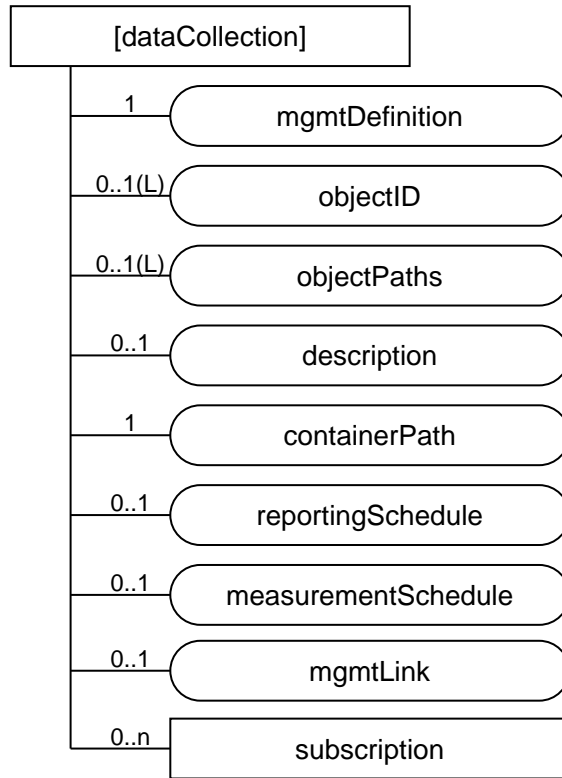 [dataCollection]
1
mgmtDefinition
0..1(L)
objectID
0..1(L)
objectPaths
0..1
description
1
containerPath
0..1
reportingSchedule
0..1
measurementSchedule
0..1
mgmtLink
0..n
subscription